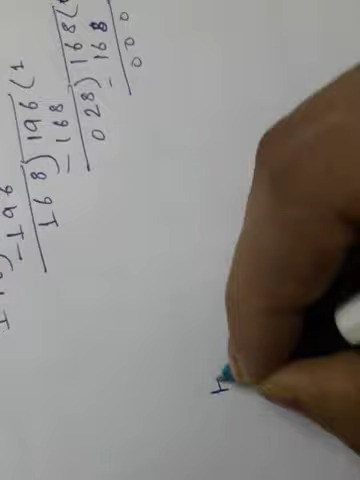 - 196
168) 196 (1
- 168
028) 168 (
- 168
000